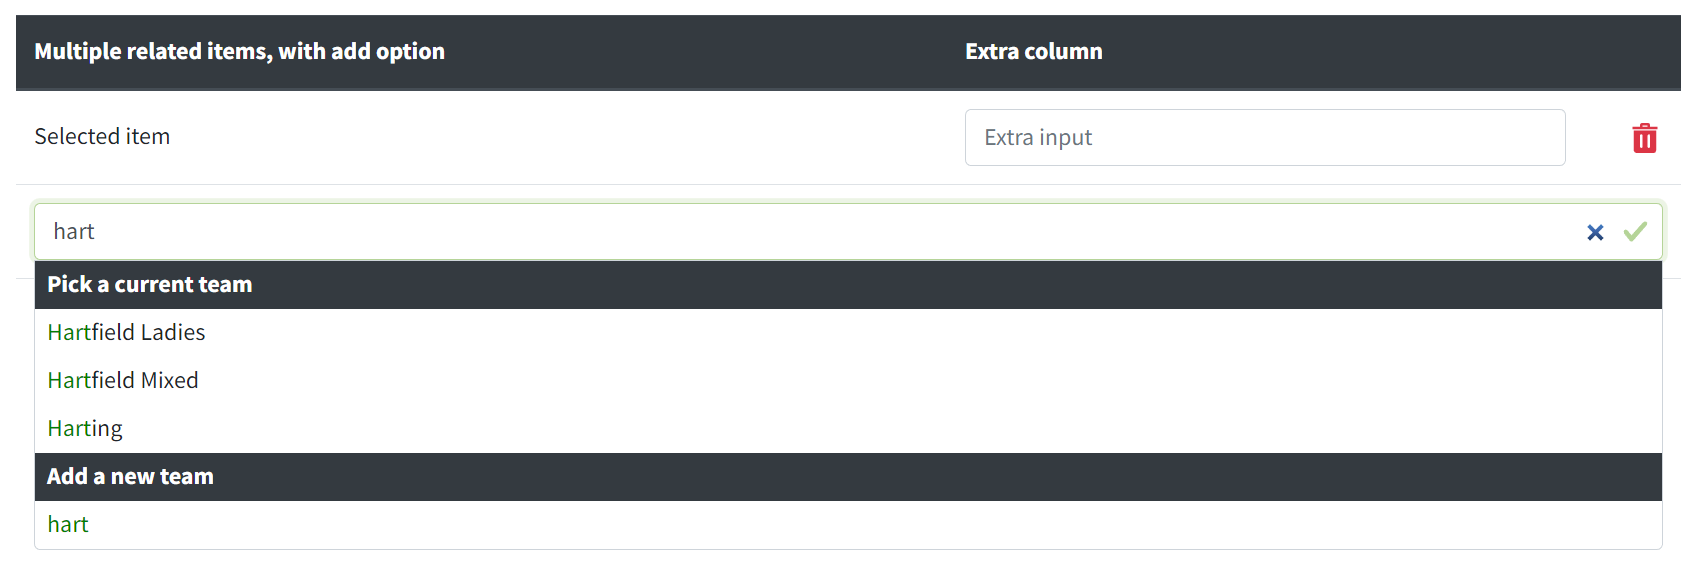 Multiple related items, with add option Extra column
Selected item Extra input
hart
Pick a current team
Hartfield Ladies
Hartfield Mixed
Harting
Add a new team
hart